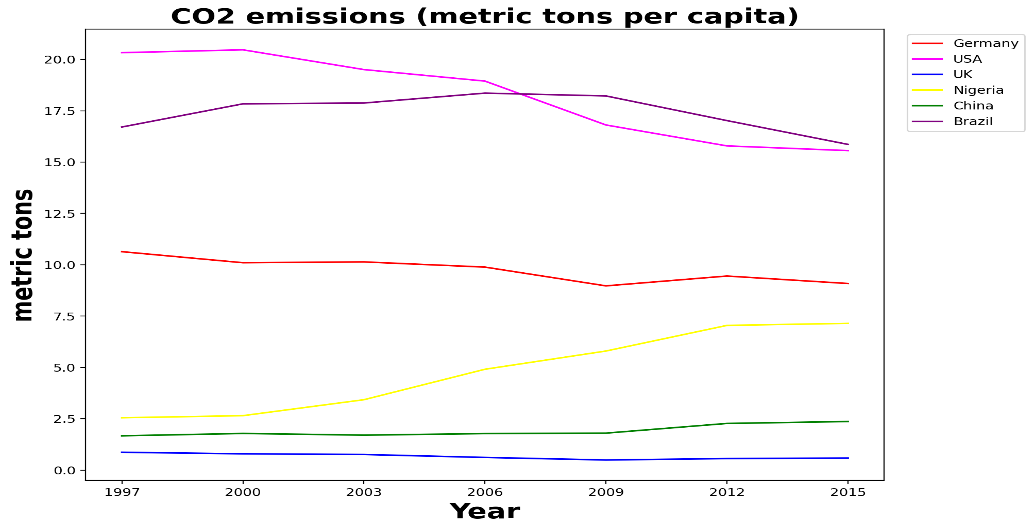 CO2 emissions (metric tons per capita)
Germany
USA
UK
Nigeria
China
Brazil
metric tons
20.0
17.5
15.0
12.5
10.0
7.5
5.0
2.5
0.0
1997 2000 2003 2006 2009 2012 2015
Year